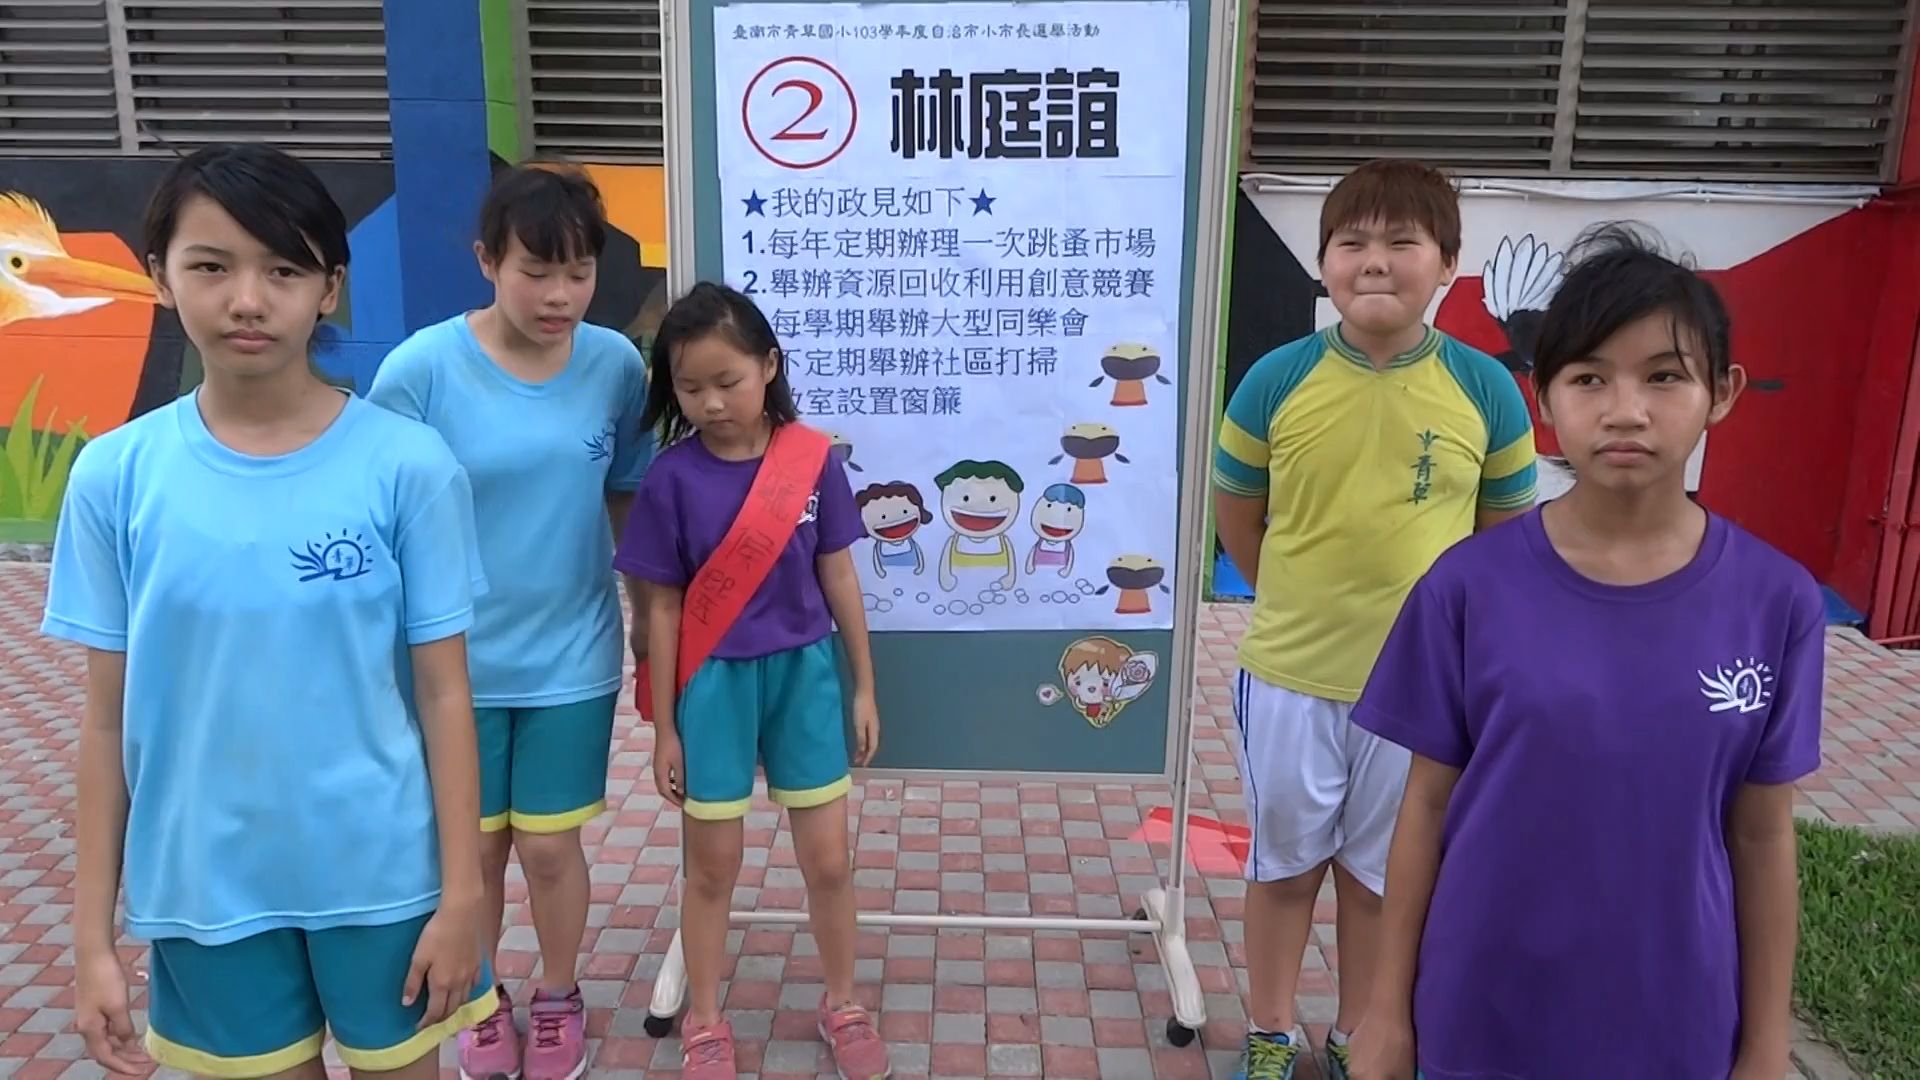 臺南市青草國小103學年度自治市小市長選舉活動
2 林庭誼
★我的政見如下★
1.每年定期辦理一次跳蚤市場
2.舉辦資源回收利用創意競賽
每學期舉辦大型同樂會
不定期舉辦社區打掃
教室設置窗簾
青草